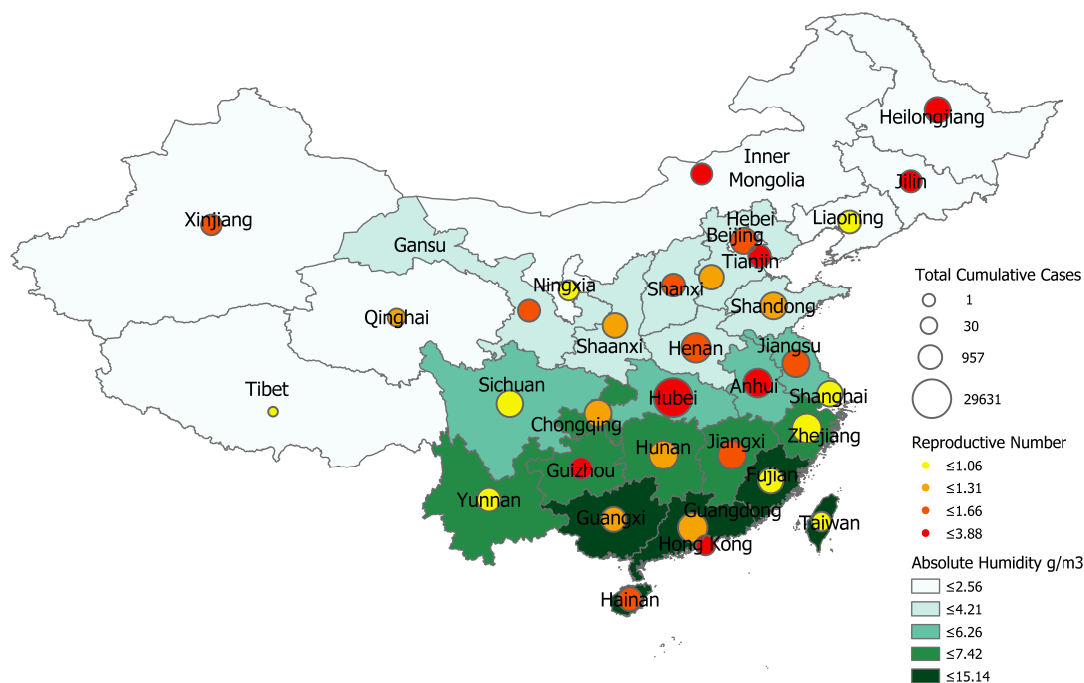 Heilongjiang
Inner
Mongolia
Jilin
Xinjiang
Hebei
Liaoning
Beijing
Gansu
Tianjin
Ningxia
Shanxi
Shandong
Qinghai
Shaanxi
Henan
Jiangsu
Tibet
Sichuan
Anhui
Hubei
Shanghai
Chongqing
Zhejiang
Hunan
Jiangxi
Guizhou
Fujian
Yunnan
Guangxi
Guangdong
Taiwan
Hong Kong
Hainan
Total Cumulative Cases
1
30
957
29631
Reproductive Number
≤1.06
≤1.31
≤1.66
≤3.88
Absolute Humidity g/m3
≤2.56
≤4.21
≤6.26
≤7.42
≤15.14